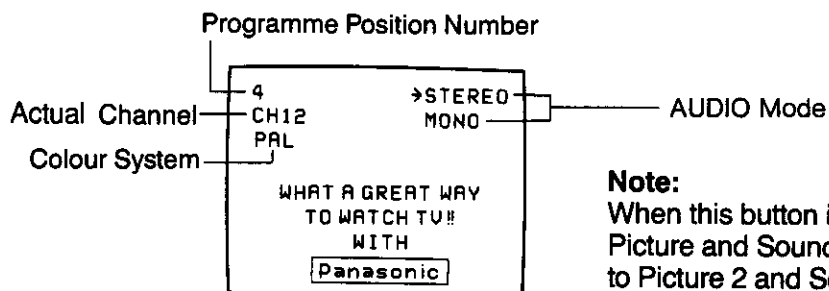 Programme Position Number
4
→STEREO
Actual Channel
CH12
MONO
AUDIO Mode
PAL
Colour System
WHAT A GREAT WAY
TO WATCH TV!!
WITH
Panasonic
Note:
When this button i
Picture and Sound
to Picture 2 and S